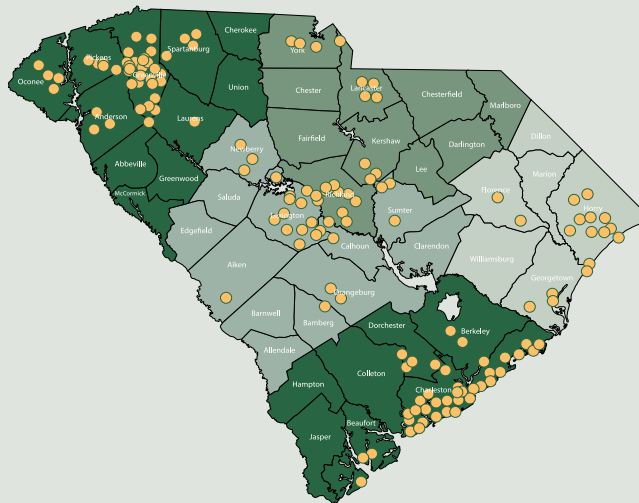 Cherokee
Spartanburg
York
Pickens
Greenville
Oconee
Union
Chester
Lancaster
Chesterfield
Marlboro
Anderson
Laurens
Fairfield
Kershaw
Darlington
Dillon
Newberry
Abbeville
Greenwood
Lee
Marion
McCormick
Saluda
Richland
Florence
Horry
Lexington
Sumter
Edgefield
Calhoun
Clarendon
Williamsburg
Aiken
Georgetown
Orangeburg
Barnwell
Bamberg
Dorchester
Berkeley
Allendale
Colleton
Hampton
Charleston
Beaufort
Jasper